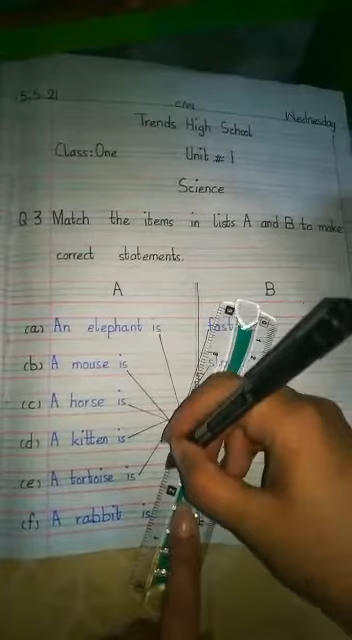 5.5.21 CW Wednesday
Trends High School
Class: One Unit # 1
Science
Q 3 Match the items in lists A and B to make
correct statements.
A B
(a) An elephant is fast
(b) A mouse is
(c) A horse is
(d) A kitten is
(e) A tortoise is
(f) A rabbit is